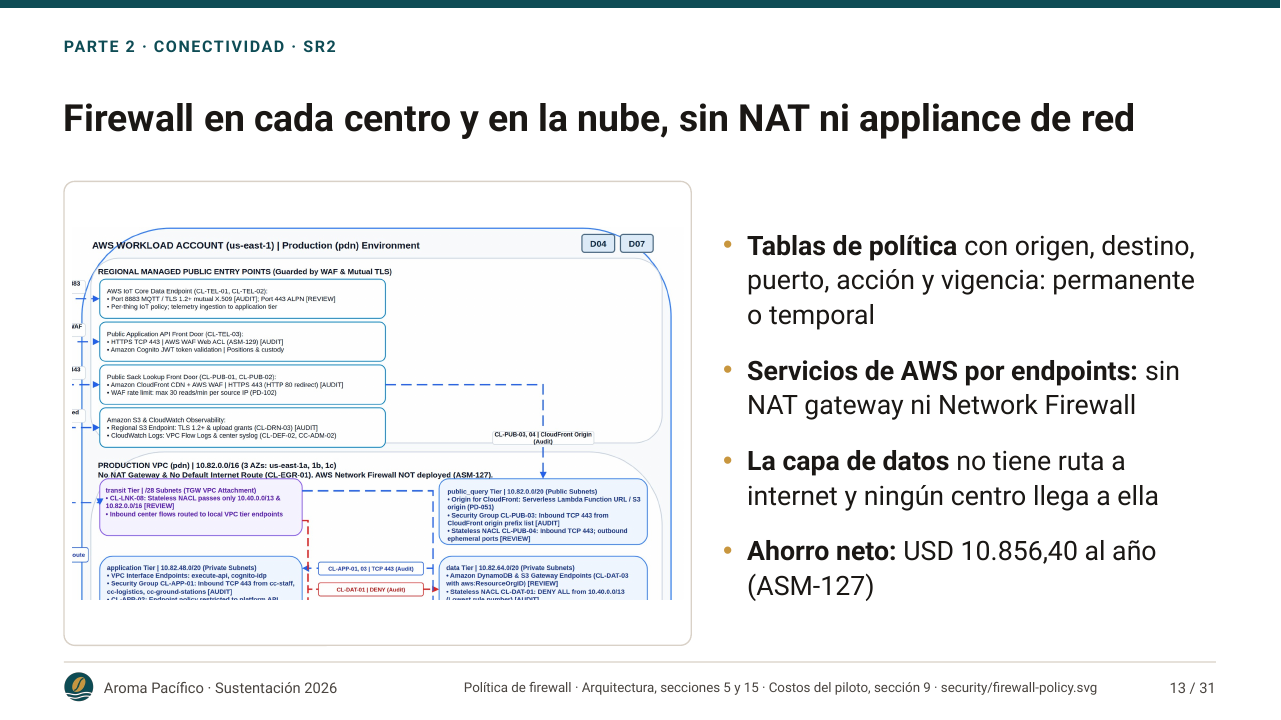 PARTE 2 · CONECTIVIDAD · SR2
Firewall en cada centro y en la nube, sin NAT ni appliance de red
AWS WORKLOAD ACCOUNT (us-east-1) | Production (pdn) Environment
D04
D07
REGIONAL MANAGED PUBLIC ENTRY POINTS (Guarded by WAF & Mutual TLS)
AWS IoT Core Data Endpoint (CL-TEL-01, CL-TEL-02):
• Port 8883 MQTT / TLS 1.2+ mutual X.509 [AUDIT]; Port 443 ALPN [REVIEW]
• Per-thing IoT policy; telemetry ingestion to application tier
Public Application API Front Door (CL-TEL-03):
• HTTPS TCP 443 | AWS WAF Web ACL (ASM-129) [AUDIT]
• Amazon Cognito JWT token validation | Positions & custody
Public Sack Lookup Front Door (CL-PUB-01, CL-PUB-02):
• Amazon CloudFront CDN + AWS WAF | HTTPS 443 (HTTP 80 redirect) [AUDIT]
• WAF rate limit: max 30 reads/min per source IP (PD-102)
Amazon S3 & CloudWatch Observability:
• Regional S3 Endpoint: TLS 1.2+ upload & grants (CL-DRN-03) [AUDIT]
• CloudWatch Logs: VPC Flow Logs & center syslog (CL-DEF-02, CC-ADM-02)
CL-PUB-03, 04 | CloudFront Origin
(Audit)
PRODUCTION VPC (pdn) | 10.82.0.0/16 (3 AZs: us-east-1a, 1b, 1c)
No NAT Gateway & No Default Internet Route (CL-EGR-01). AWS Network Firewall NOT deployed (ASM-127).
transit Tier | /28 Subnets (TGW VPC Attachment)
• CL-LNK-08: Stateless NACL passes only 10.40.0.0/13 &
10.82.0.0/16 [REVIEW]
• Inbound center flows routed to local VPC tier endpoints
public_query Tier | 10.82.0.0/20 (Public Subnets)
• Origin for CloudFront: Serverless Lambda Function URL / S3
origin (PD-051)
• Security Group CL-PUB-03: Inbound TCP 443 from
CloudFront origin prefix list [AUDIT]
• Stateless NACL CL-PUB-04: inbound TCP 443; outbound
ephemeral ports [REVIEW]
oute
application Tier | 10.82.48.0/20 (Private Subnets)
• VPC Interface Endpoints: execute-api, cognito-idp
• Security Group CL-APP-01: Inbound TCP 443 from cc-staff,
cc-logistics, cc-ground-stations [AUDIT]
CL-APP-01, 03 | TCP 443 (Audit)
CL-DAT-01 | DENY (Audit)
data Tier | 10.82.64.0/20 (Private Subnets)
• Amazon DynamoDB & S3 Gateway Endpoints (CL-DAT-03
with aws:ResourceOrgID) [REVIEW]
• Stateless NACL CL-DAT-01: DENY ALL from 10.40.0.0/13
• Tablas de política con origen, destino,
puerto, acción y vigencia: permanente
o temporal
• Servicios de AWS por endpoints: sin
NAT gateway ni Network Firewall
• La capa de datos no tiene ruta a
internet y ningún centro llega a ella
• Ahorro neto: USD 10.856,40 al año
(ASM-127)
Aroma Pacífico · Sustentación 2026
Política de firewall · Arquitectura, secciones 5 y 15 · Costos del piloto, sección 9 · security/firewall-policy.svg
13 / 31